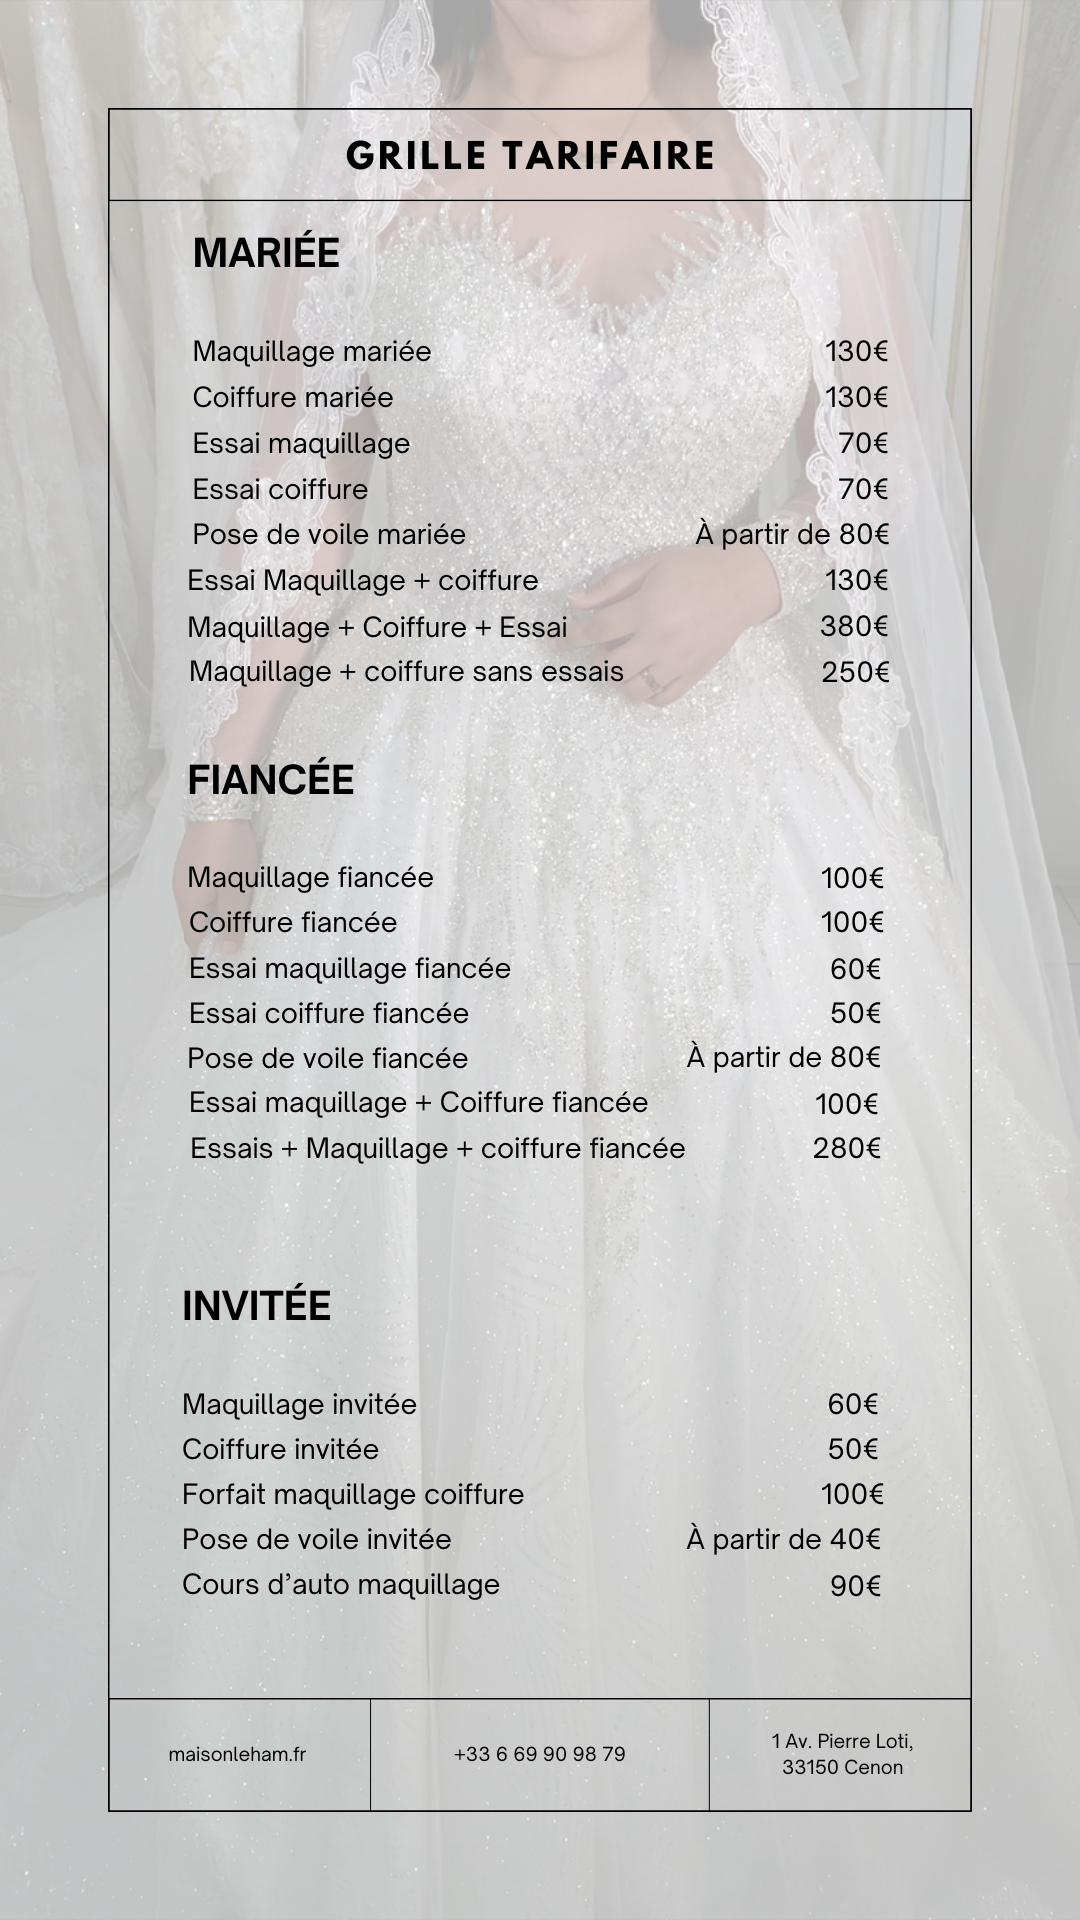 GRILLE TARIFAIRE
MARIÉE
Maquillage mariée 130€
Coiffure mariée 130€
Essai maquillage 70€
Essai coiffure 70€
Pose de voile mariée À partir de 80€
Essai Maquillage + coiffure 130€
Maquillage + Coiffure + Essai 380€
Maquillage + coiffure sans essais 250€
FIANCÉE
Maquillage fiancée 100€
Coiffure fiancée 100€
Essai maquillage fiancée 60€
Essai coiffure fiancée 50€
Pose de voile fiancée À partir de 80€
Essai maquillage + Coiffure fiancée 100€
Essais + Maquillage + coiffure fiancée 280€
INVITÉE
Maquillage invitée 60€
Coiffure invitée 50€
Forfait maquillage coiffure 100€
Pose de voile invitée À partir de 40€
Cours d’auto maquillage 90€
maisonleham.fr
+33 6 69 90 98 79
1 Av. Pierre Loti,
33150 Cenon